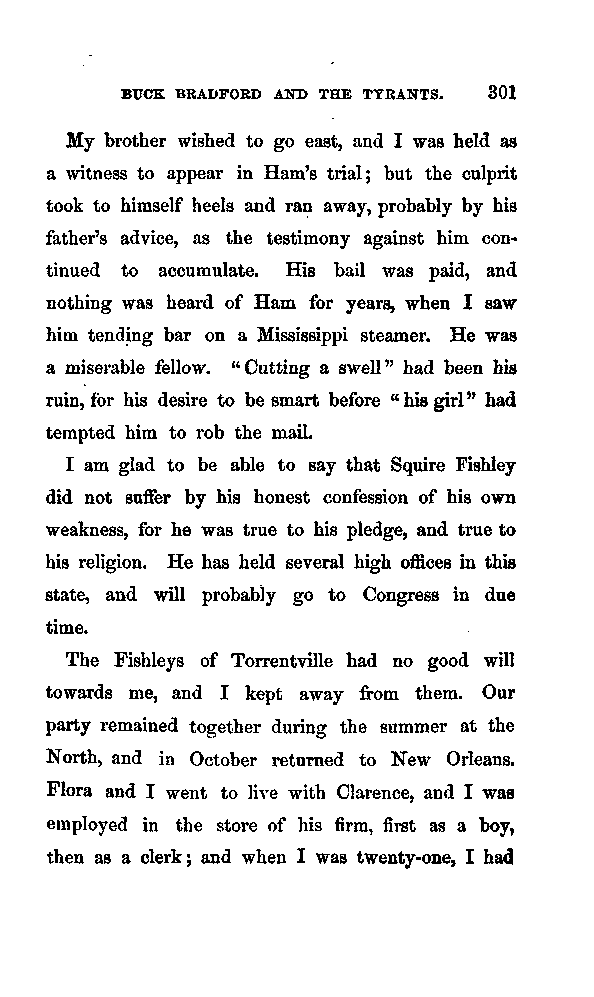 BUCK BRADFORD AND THE TYRANTS. 301
My brother wished to go east, and I was held as
a witness to appear in Ham's trial; but the culprit
took to himself heels and ran away, probably by his
father's advice, as the testimony against him con-
tinued to accumulate. His bail was paid, and
nothing was heard of Ham for years, when I saw
him tending bar on a Mississippi steamer. He was
a miserable fellow. "Cutting a swell" had been his
ruin, for his desire to be smart before "his girl" had
tempted him to rob the mail.
I am glad to be able to say that Squire Fishley
did not suffer by his honest confession of his own
weakness, for he was true to his pledge, and true to
his religion. He has held several high offices in this
state, and will probably go to Congress in due
time.
The Fishleys of Torrentville had no good will
towards me, and I kept away from them. Our
party remained together during the summer at the
North, and in October returned to New Orleans.
Flora and I went to live with Clarence, and I was
employed in the store of his firm, first as a boy,
then as a clerk; and when I was twenty-one, I had